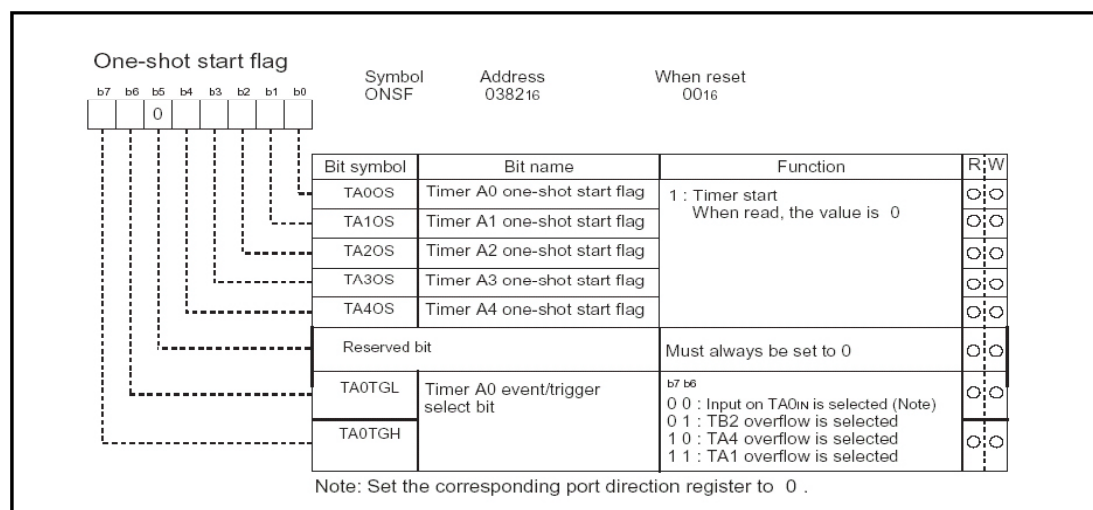 One-shot start flag
Symbol Address When reset
ONSF 038216 0016
b7 b6 b5 b4 b3 b2 b1 b0
0
Bit symbol Bit name Function R W
TA0OS Timer A0 one-shot start flag 1 : Timer start
When read, the value is 0
TA1OS Timer A1 one-shot start flag
TA2OS Timer A2 one-shot start flag
TA3OS Timer A3 one-shot start flag
TA4OS Timer A4 one-shot start flag
Reserved bit Must always be set to 0
TA0TGL Timer A0 event/trigger
select bit
b7 b6
0 0 : Input on TA0IN is selected (Note)
0 1 : TB2 overflow is selected
1 0 : TA4 overflow is selected
1 1 : TA1 overflow is selected
TA0TGH
Note: Set the corresponding port direction register to 0 .